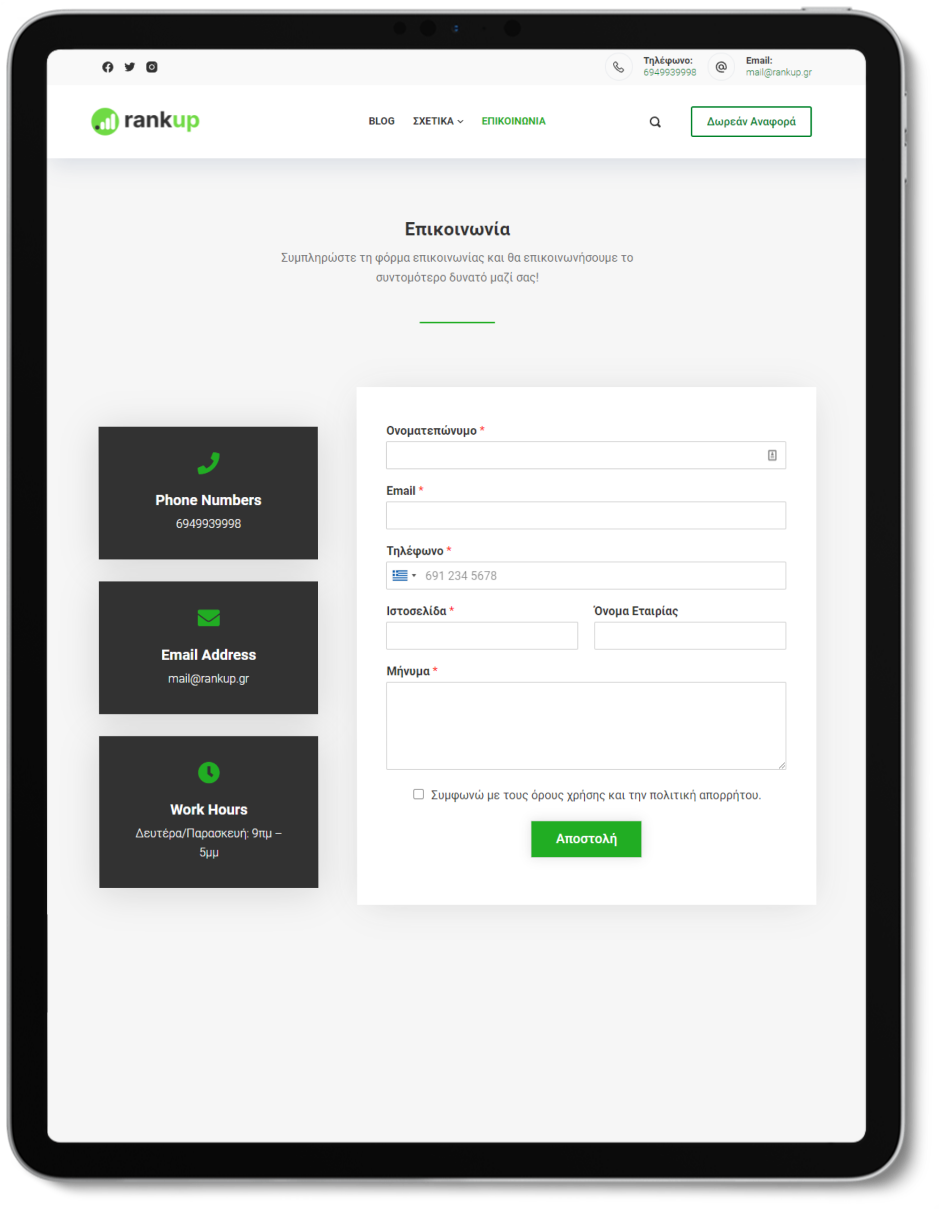 Τηλέφωνο:
6949939998
Email:
mail@rankup.gr
rankup
BLOG ΣΧΕΤΙΚΑ ΕΠΙΚΟΙΝΩΝΙΑ
Δωρεάν Αναφορά
Επικοινωνία
Συμπληρώστε τη φόρμα επικοινωνίας και θα επικοινωνήσουμε το
συντομότερο δυνατό μαζί σας!
Phone Numbers
6949939998
Email Address
mail@rankup.gr
Work Hours
Δευτέρα/Παρασκευή: 9πμ –
5μμ
Ονοματεπώνυμο *
Email *
Τηλέφωνο *
691 234 5678
Ιστοσελίδα * Όνομα Εταιρίας
Μήνυμα *
Συμφωνώ με τους όρους χρήσης και την πολιτική απορρήτου.
Αποστολή